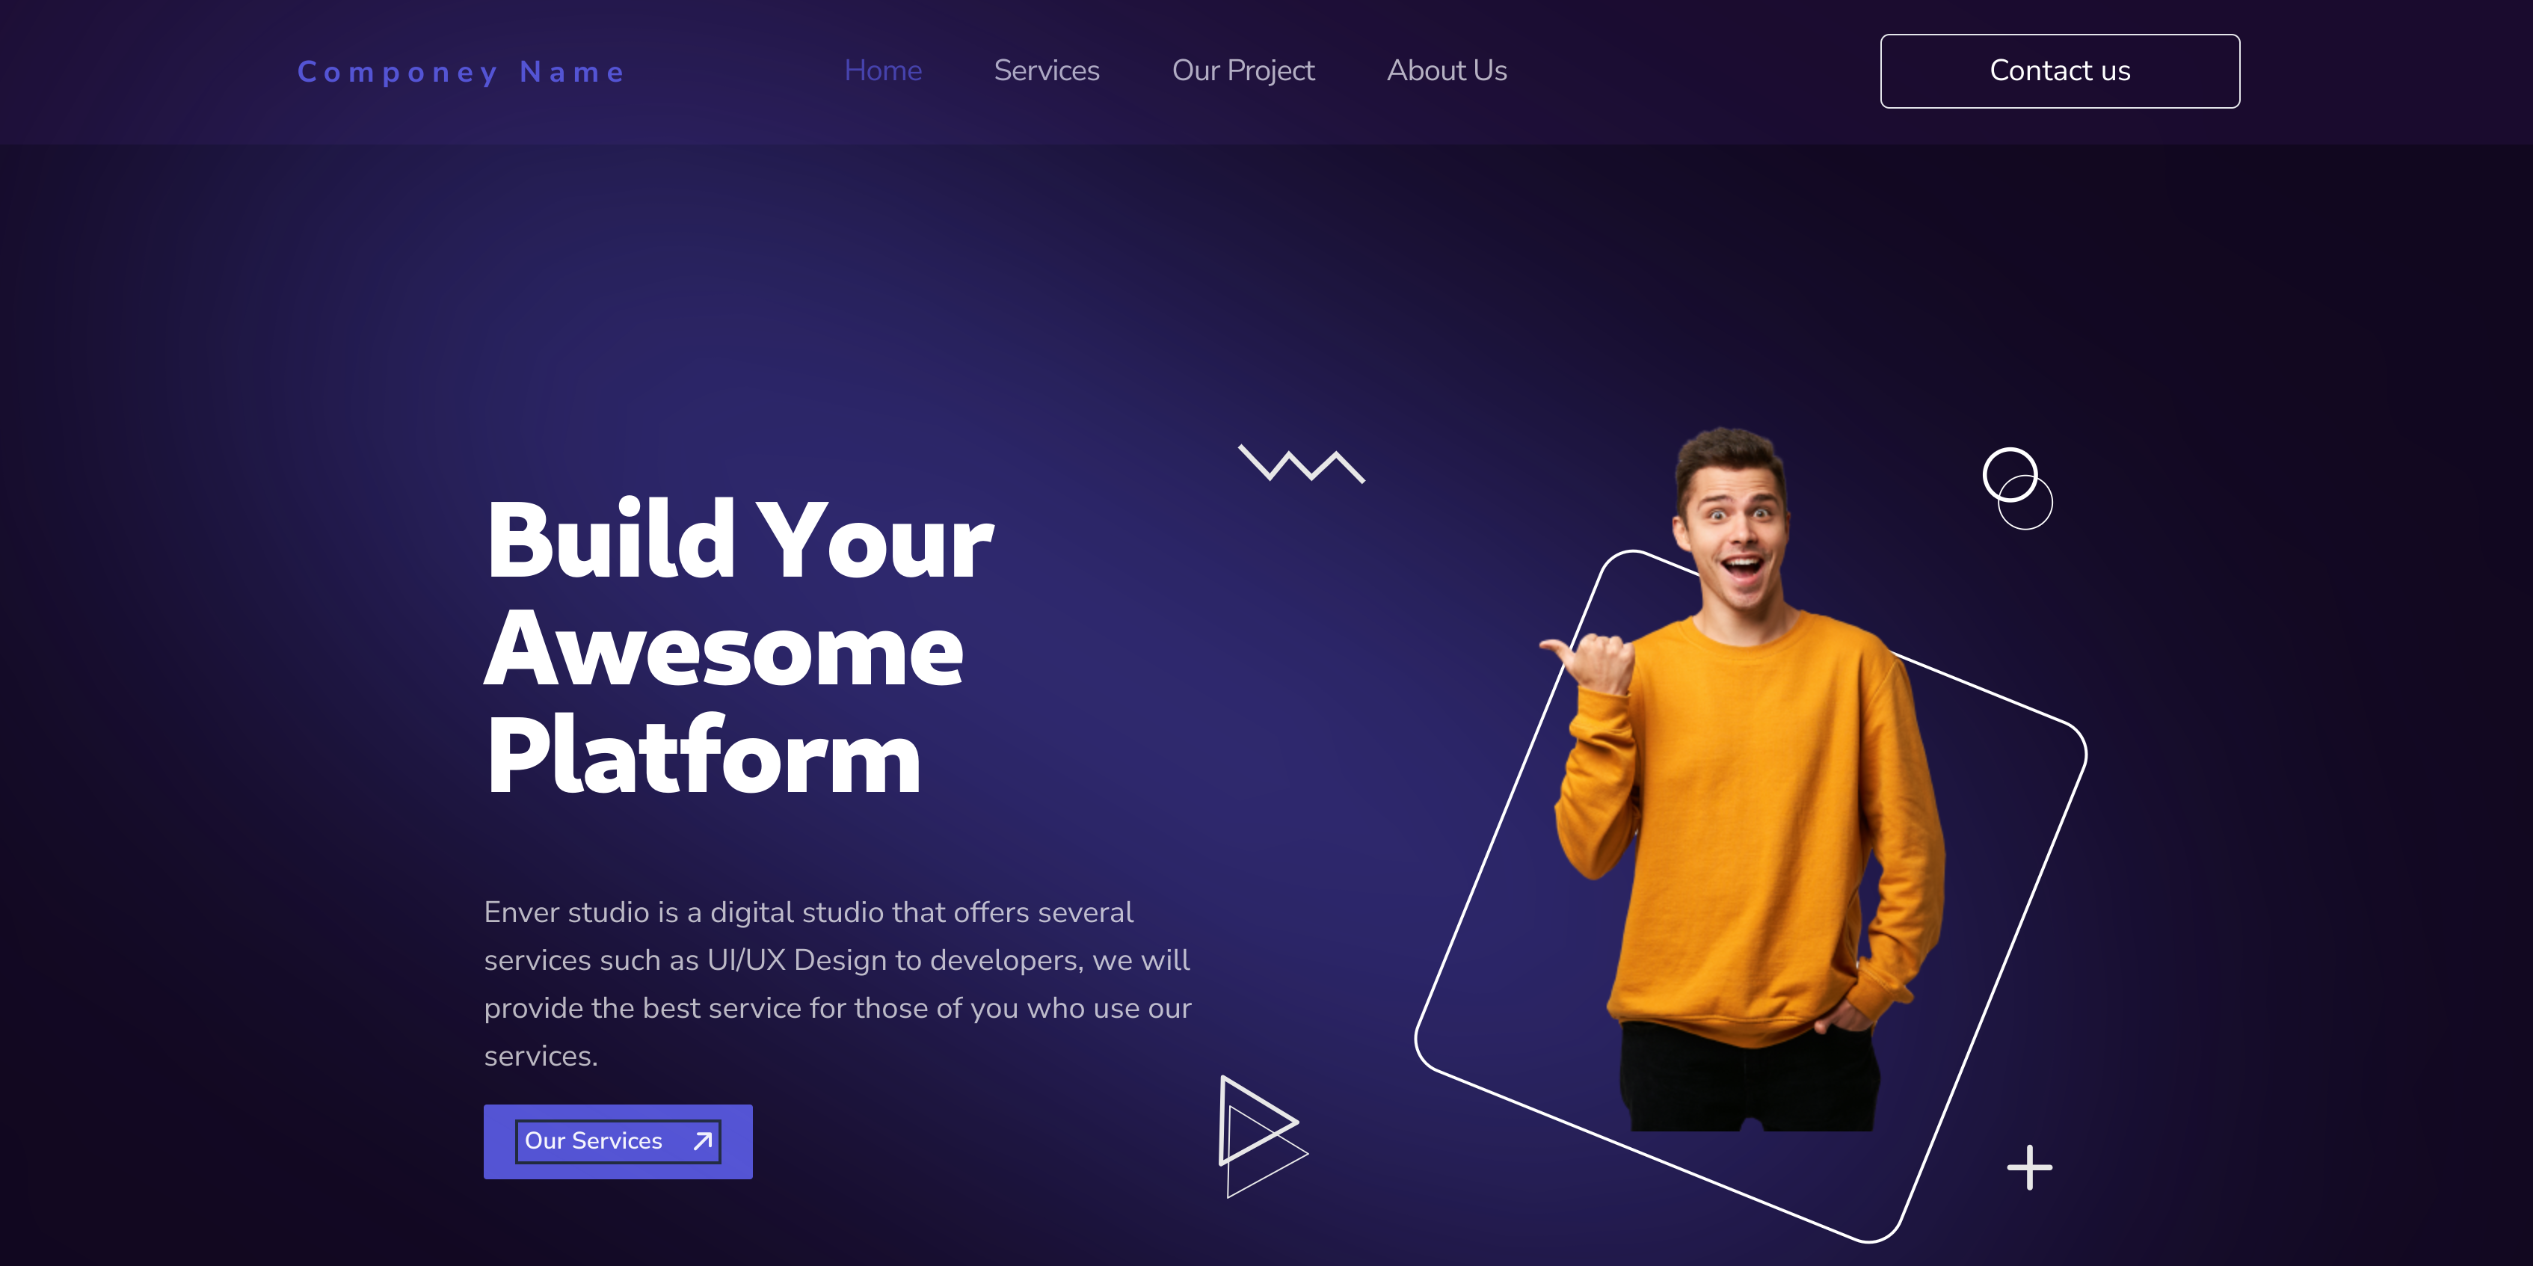 Componey Name
Home
Services
Our Project
About Us
Contact us
Build Your
Awesome
Platform
Enver studio is a digital studio that offers several
services such as UI/UX Design to developers, we will
provide the best service for those of you who use our
services.
Our Services